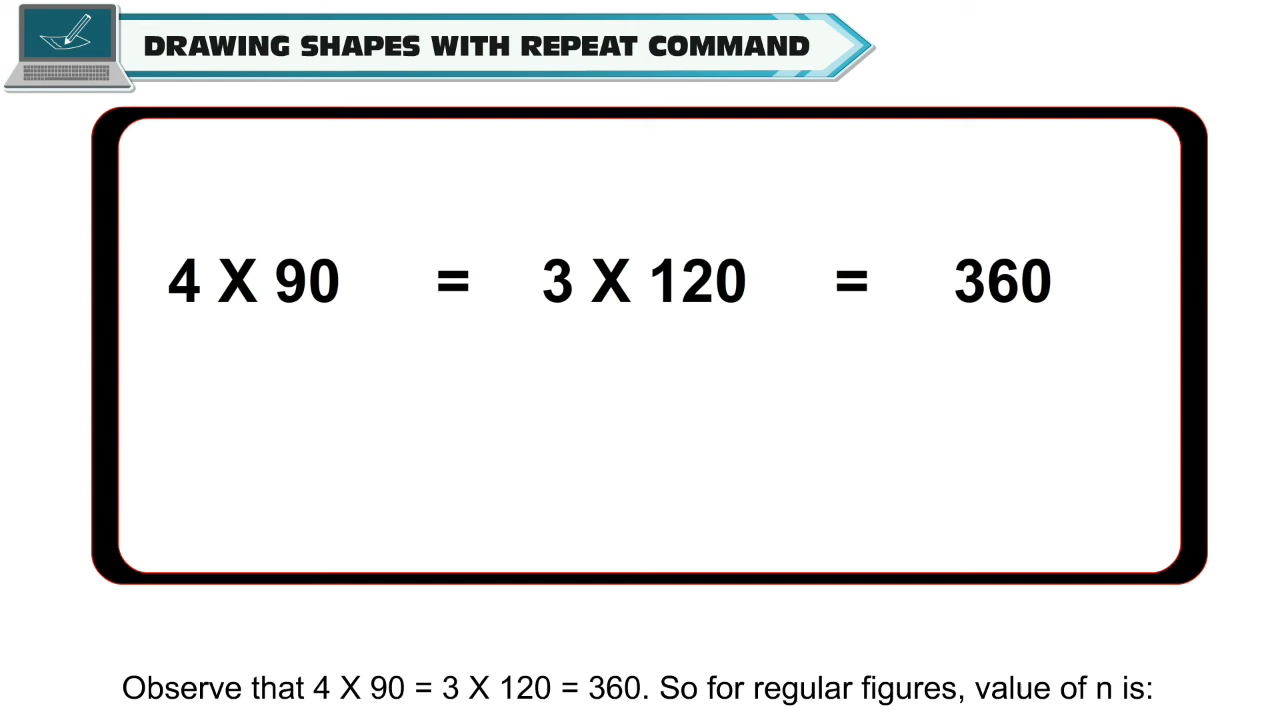 DRAWING SHAPES WITH REPEAT COMMAND
4 X 90 = 3 X 120 = 360
Observe that 4 X 90 = 3 X 120 = 360. So for regular figures, value of n is: